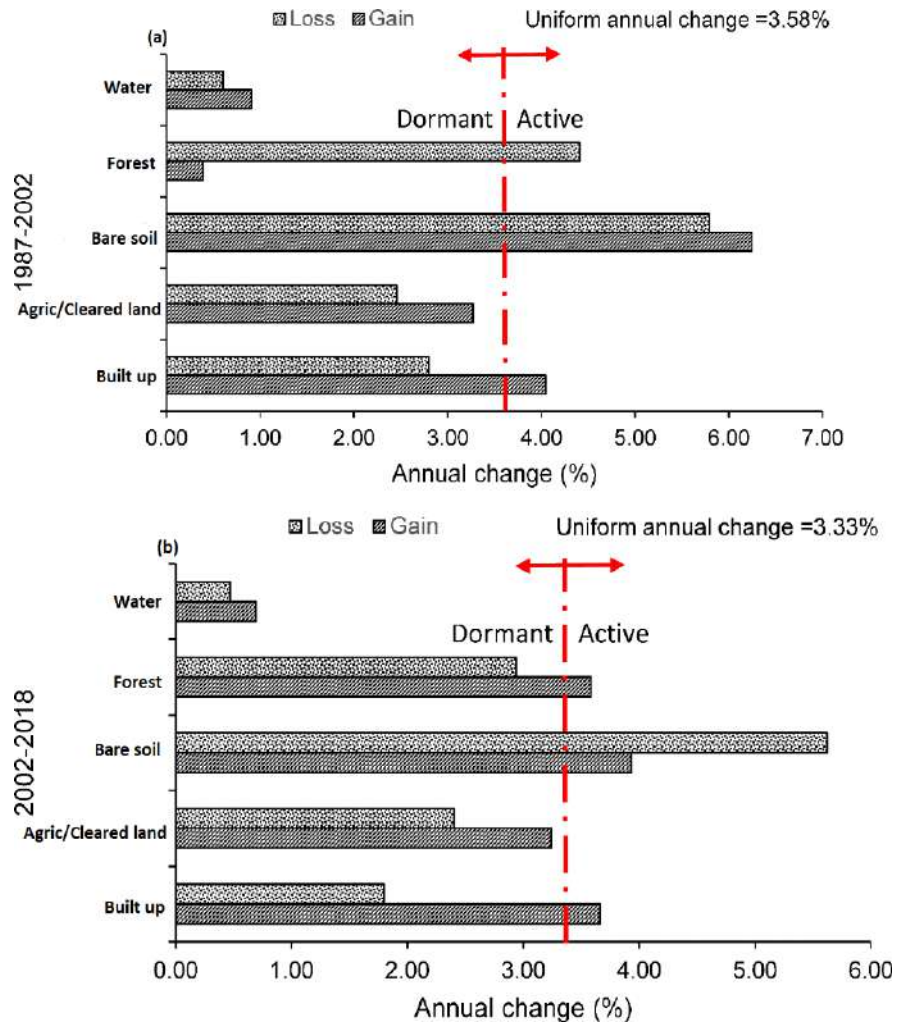 Loss Gain Uniform annual change =3.58%
(a)
Water
Dormant Active
Forest
1987-2002
Bare soil
Agric/Cleared land
Built up
0.00 1.00 2.00 3.00 4.00 5.00 6.00 7.00
Annual change (%)
Loss Gain Uniform annual change =3.33%
(b)
Water
Dormant Active
Forest
2002-2018
Bare soil
Agric/Cleared land
Built up
0.00 1.00 2.00 3.00 4.00 5.00 6.00
Annual change (%)